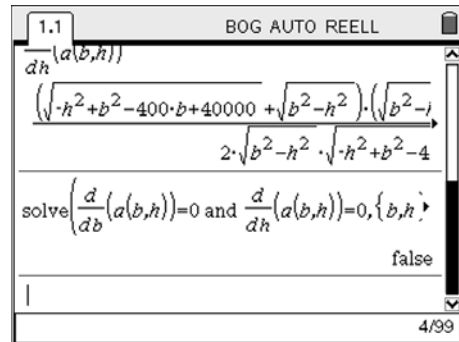 1.1 BOG AUTO REELL
d/dh(a(b,h))
(√(-h²+b²-400·b+40000) +√(b²-h²))·(√(b²-
2·√(b²-h²)·√(-h²+b²-4
solve(d/db(a(b,h))=0 and d/dh(a(b,h))=0,{b,h
false
4/99